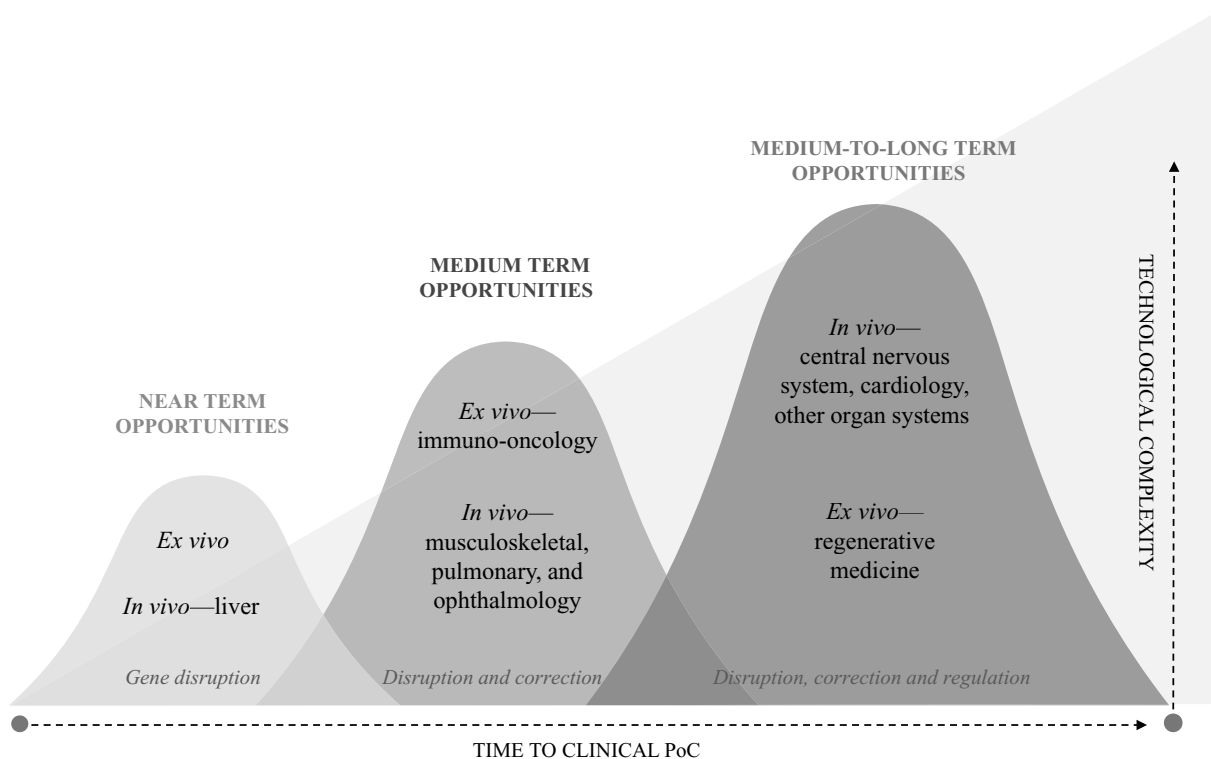 MEDIUM-TO-LONG TERM
OPPORTUNITIES
MEDIUM TERM
OPPORTUNITIES
NEAR TERM
OPPORTUNITIES
Ex vivo
In vivo—liver
Gene disruption
Ex vivo—
immuno-oncology
In vivo—
musculoskeletal,
pulmonary, and
ophthalmology
Disruption and correction
In vivo—
central nervous
system, cardiology,
other organ systems
Ex vivo—
regenerative
medicine
Disruption, correction and regulation
TECHNOLOGICAL COMPLEXITY
TIME TO CLINICAL PoC